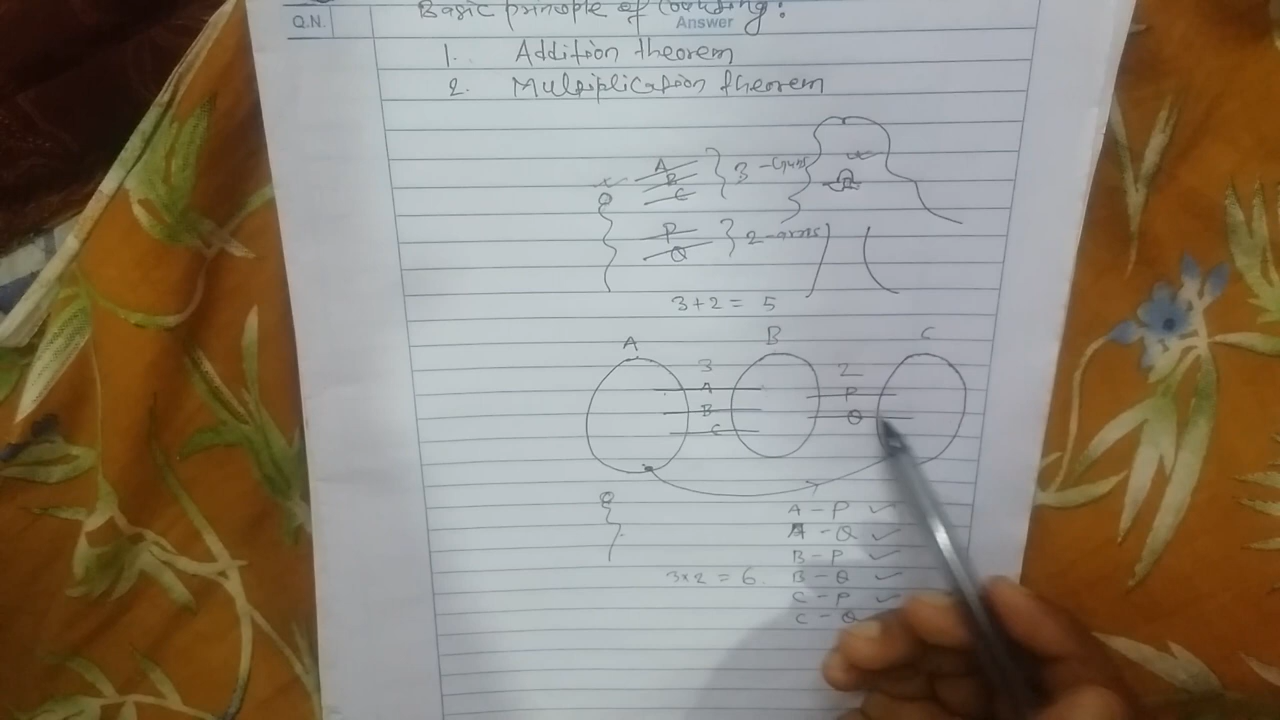 Q.N.
Answer
Basic principle of Counting:
1. Addition theorem
2. Multiplication theorem
A
B
C
3 -
P
Q
2 -
3+2 = 5
A B C
3 2
A P
B Q
C
A - P ✓
A - Q ✓
B - P ✓
3×2 = 6. B - Q ✓
C - P ✓
C - Q